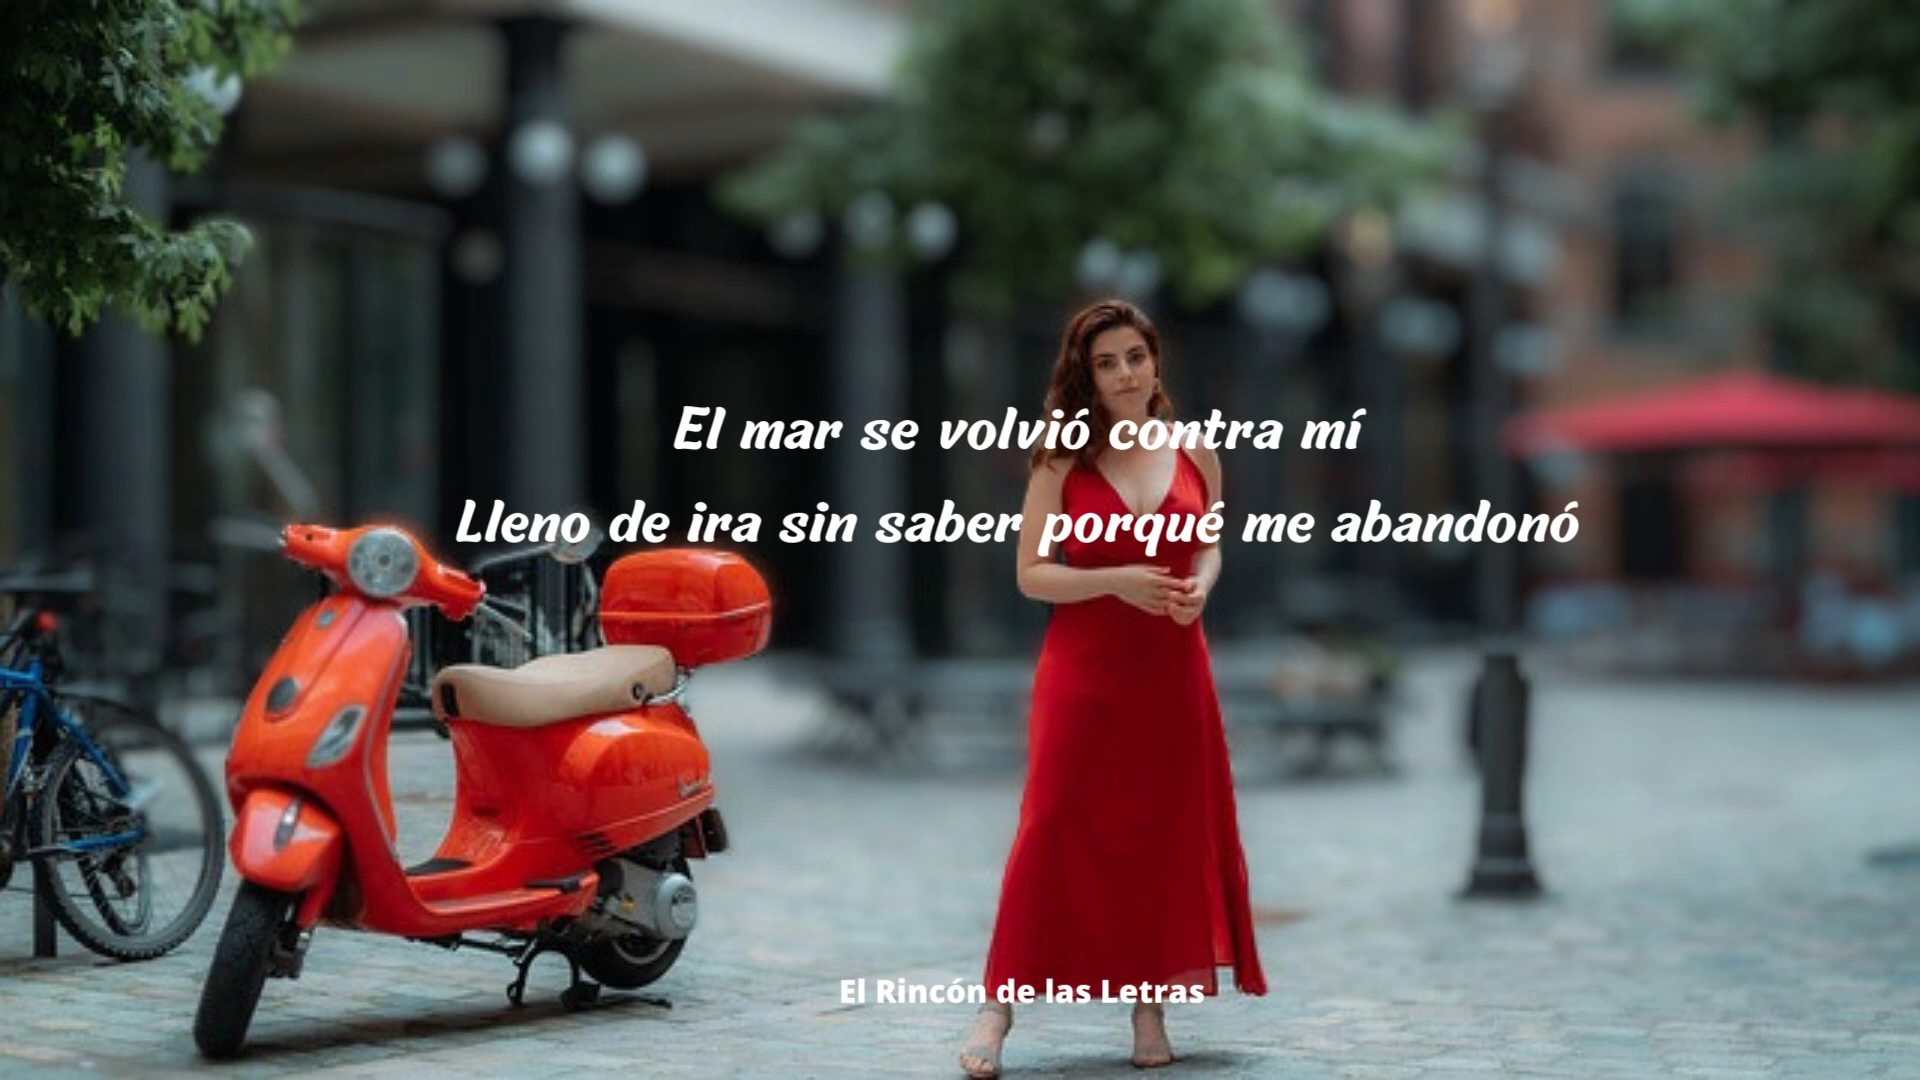 El mar se volvió contra mí
Lleno de ira sin saber porqué me abandonó
El Rincón de las Letras